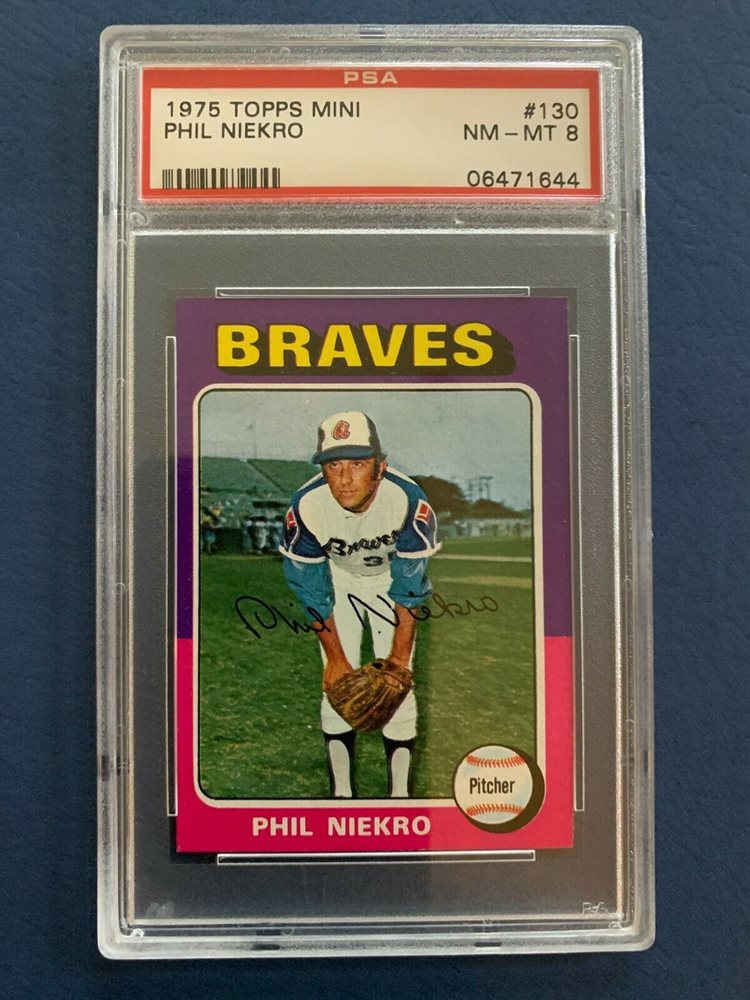 PSA
1975 TOPPS MINI #130
PHIL NIEKRO NM - MT 8
06471644
BRAVES
Braves
Phil Niekro
Pitcher
PHIL NIEKRO